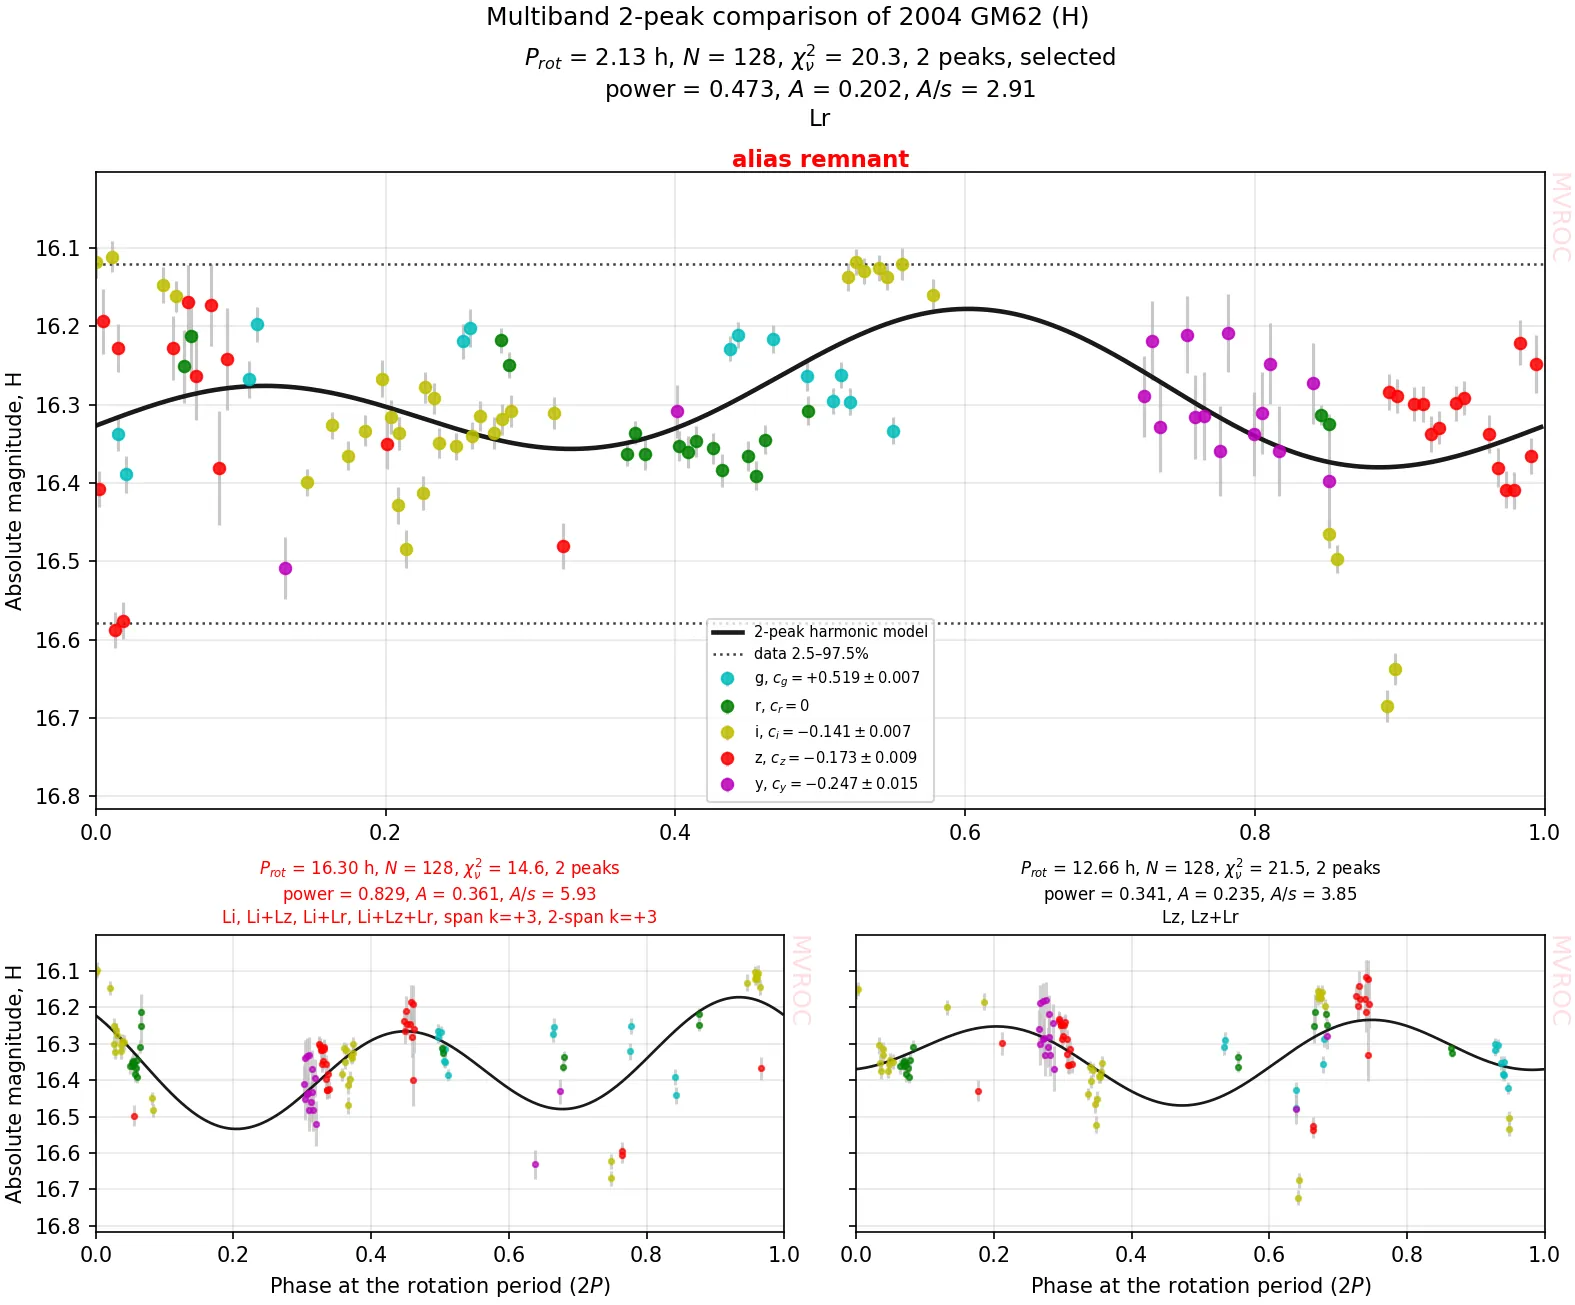 Multiband 2-peak comparison of 2004 GM62 (H)
P_rot = 2.13 h, N = 128, χ²_ν = 20.3, 2 peaks, selected
power = 0.473, A = 0.202, A/s = 2.91
Lr
alias remnant
MVROC
Absolute magnitude, H
16.1
16.2
16.3
16.4
16.5
16.6
16.7
16.8
2-peak harmonic model
data 2.5–97.5%
g, c_g = +0.519 ± 0.007
r, c_r = 0
i, c_i = −0.141 ± 0.007
z, c_z = −0.173 ± 0.009
y, c_y = −0.247 ± 0.015
0.0 0.2 0.4 0.6 0.8 1.0
P_rot = 16.30 h, N = 128, χ²_ν = 14.6, 2 peaks
power = 0.829, A = 0.361, A/s = 5.93
Li, Li+Lz, Li+Lr, Li+Lz+Lr, span k=+3, 2-span k=+3
MVROC
Absolute magnitude, H
16.1
16.2
16.3
16.4
16.5
16.6
16.7
16.8
0.0 0.2 0.4 0.6 0.8 1.0
Phase at the rotation period (2P)
P_rot = 12.66 h, N = 128, χ²_ν = 21.5, 2 peaks
power = 0.341, A = 0.235, A/s = 3.85
Lz, Lz+Lr
MVROC
0.0 0.2 0.4 0.6 0.8 1.0
Phase at the rotation period (2P)